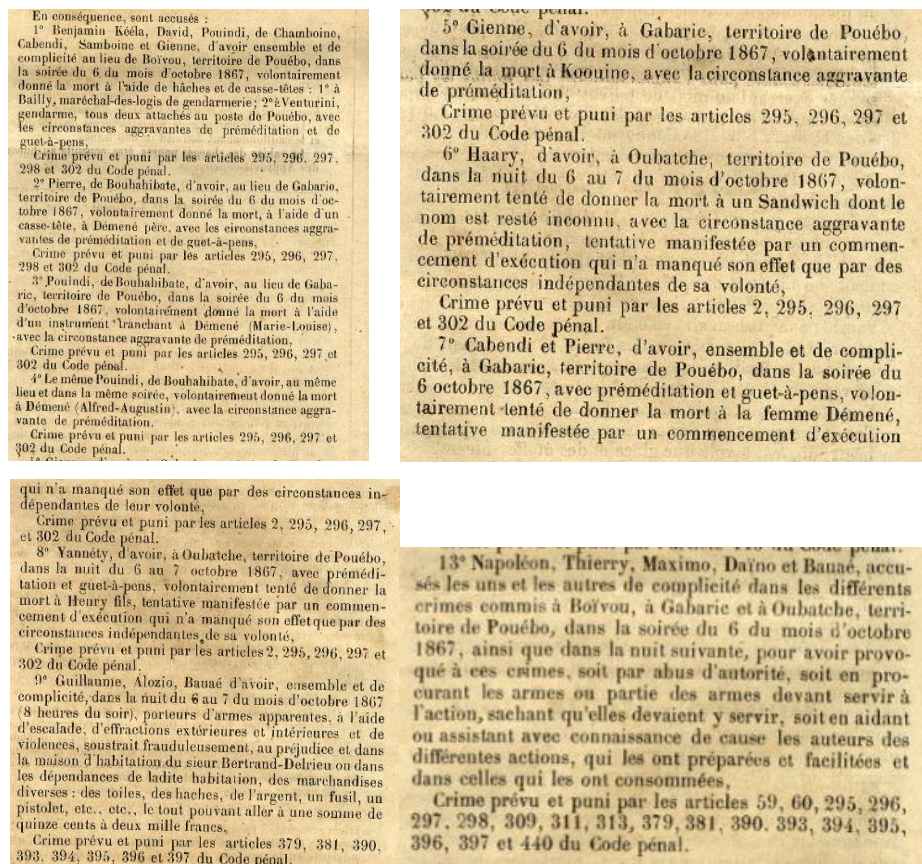 En conséquence, sont accusés :
1° Benjamin Kééla, David, Pouindi, de Chamboine,
Cabendi, Samboine et Gienne, d'avoir ensemble et de
complicité au lieu de Boïvou, territoire de Pouébo, dans
la soirée du 6 du mois d'octobre 1867, volontairement
donné la mort à l'aide de hâches et de casse-têtes : 1° à
Bailly, maréchal-des-logis de gendarmerie ; 2° à Venturini,
gendarme, tous deux attachés au poste de Pouébo, avec
les circonstances aggravantes de préméditation et de
guet-à-pens,
Crime prévu et puni par les articles 295, 296, 297,
298 et 302 du Code pénal.
2° Pierre, de Bouhahibate, d'avoir, au lieu de Gabaric,
territoire de Pouébo, dans la soirée du 6 du mois d'oc-
tobre 1867, volontairement donné la mort, à l'aide d'un
casse-tête, à Démené père, avec les circonstances aggra-
vantes de préméditation et de guet-à-pens,
Crime prévu et puni par les articles 295, 296, 297,
298 et 302 du Code pénal.
3° Pouindi, de Bouhahibate, d'avoir, au lieu de Gaba-
ric, territoire de Pouébo, dans la soirée du 6 du mois
d'octobre 1867, volontairement donné la mort à l'aide
d'un instrument tranchant à Démené (Marie-Louise),
avec la circonstance aggravante de préméditation,
Crime prévu et puni par les articles 295, 296, 297 et
302 du Code pénal.
4° Le même Pouindi, de Bouhahibate, d'avoir, au même
lieu et dans la même soirée, volontairement donné la mort
à Démené (Alfred-Augustin), avec la circonstance aggra-
vante de préméditation.
Crime prévu et puni par les articles 295, 296, 297 et
302 du Code pénal.
5° Gienne, d'avoir, à Gabaric, territoire de Pouébo,
dans la soirée du 6 du mois d'octobre 1867, volontairement
donné la mort à Koouine, avec la circonstance aggravante
de préméditation,
Crime prévu et puni par les articles 295, 296, 297 et
302 du Code pénal.
6° Haary, d'avoir, à Oubatche, territoire de Pouébo,
dans la nuit du 6 au 7 du mois d'octobre 1867, volon-
tairement tenté de donner la mort à un Sandwich dont le
nom est resté inconnu, avec la circonstance aggravante
de préméditation, tentative manifestée par un commen-
cement d'exécution qui n'a manqué son effet que par des
circonstances indépendantes de sa volonté,
Crime prévu et puni par les articles 2, 295, 296, 297
et 302 du Code pénal.
7° Cabendi et Pierre, d'avoir, ensemble et de compli-
cité, à Gabaric, territoire de Pouébo, dans la soirée du
6 octobre 1867, avec préméditation et guet-à-pens, volon-
tairement tenté de donner la mort à la femme Démené,
tentative manifestée par un commencement d'exécution
qui n'a manqué son effet que par des circonstances in-
dépendantes de leur volonté,
Crime prévu et puni par les articles 2, 295, 296, 297,
et 302 du Code pénal.
8° Yannéty, d'avoir, à Oubatche, territoire de Pouébo,
dans la nuit du 6 au 7 octobre 1867, avec prémédi-
tation et guet-à-pens, volontairement tenté de donner la
mort à Henry fils, tentative manifestée par un commen-
cement d'exécution qui n'a manqué son effet que par des
circonstances indépendantes de sa volonté,
Crime prévu et puni par les articles 2, 295, 296, 297 et
302 du Code pénal.
9° Guillaume, Alozio, Bauaé d'avoir, ensemble et de
complicité, dans la nuit du 6 au 7 du mois d'octobre 1867
(8 heures du soir), porteurs d'armes apparentes, à l'aide
d'escalade, d'effractions extérieures et intérieures et de
violences, soustrait frauduleusement, au préjudice et dans
la maison d'habitation du sieur Bertrand-Delrieu ou dans
les dépendances de ladite habitation, des marchandises
diverses : des toiles, des haches, de l'argent, un fusil, un
pistolet, etc., etc., le tout pouvant aller à une somme de
quinze cents à deux mille francs,
Crime prévu et puni par les articles 379, 381, 390,
393, 394, 395, 396 et 397 du Code pénal.
13° Napoléon, Thierry, Maximo, Daïno et Bauaé, accu-
sés les uns et les autres de complicité dans les différents
crimes commis à Boïvou, à Gabaric et à Oubatche, terri-
toire de Pouébo, dans la soirée du 6 du mois d'octobre
1867, ainsi que dans la nuit suivante, pour avoir provo-
qué à ces crimes, soit par abus d'autorité, soit en pro-
curant les armes ou partie des armes devant servir à
l'action, sachant qu'elles devaient y servir, soit en aidant
ou assistant avec connaissance de cause les auteurs des
différentes actions, qui les ont préparées et facilitées et
dans celles qui les ont consommées,
Crime prévu et puni par les articles 59, 60, 295, 296,
297, 298, 309, 311, 313, 379, 381, 390, 393, 394, 395,
396, 397 et 440 du Code pénal.